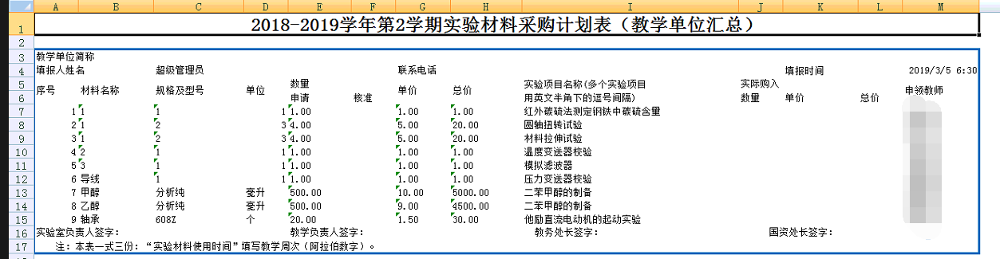 A B C D E F G H I J K L M
1 2018-2019学年第2学期实验材料采购计划表（教学单位汇总）
2
3 教学单位简称
4 填报人姓名 超级管理员 联系电话 填报时间 2019/3/5 6:30
5 序号 材料名称 规格及型号 单位 数量 单价 总价 实验项目名称(多个实验项目 实际购入 申领教师
6 申请 核准 用英文半角下的逗号间隔) 数量 单价 总价
7 1 1 1 1 1.00 1.00 1.00 红外碳硫法测定钢铁中碳硫含量
8 2 1 2 3 4.00 5.00 20.00 圆轴扭转试验
9 3 1 2 3 4.00 5.00 20.00 材料拉伸试验
10 4 2 1 1 1.00 1.00 1.00 温度变送器校验
11 5 3 1 1 1.00 1.00 1.00 模拟滤波器
12 6 导线 1 1 1.00 1.00 1.00 压力变送器校验
13 7 甲醇 分析纯 毫升 500.00 10.00 5000.00 二苯甲醇的制备
14 8 乙醇 分析纯 毫升 500.00 9.00 4500.00 二苯甲醇的制备
15 9 轴承 608Z 个 20.00 1.50 30.00 他励直流电动机的起动实验
16 实验室负责人签字： 教学负责人签字： 教务处长签字： 国资处长签字：
17 注：本表一式三份：“实验材料使用时间”填写教学周次（阿拉伯数字）。